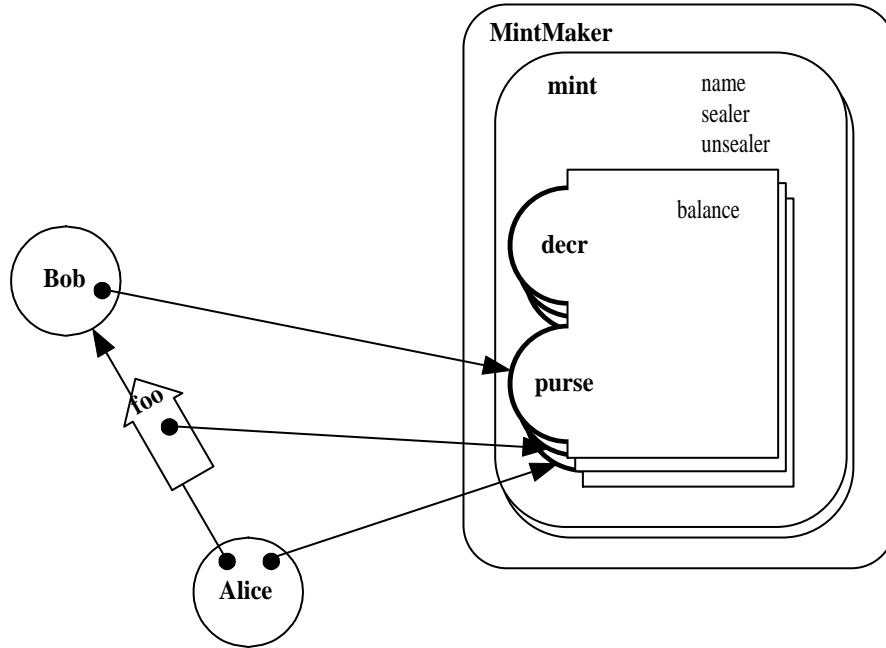 MintMaker
mint
name
sealer
unsealer
balance
decr
Bob
purse
foo
Alice